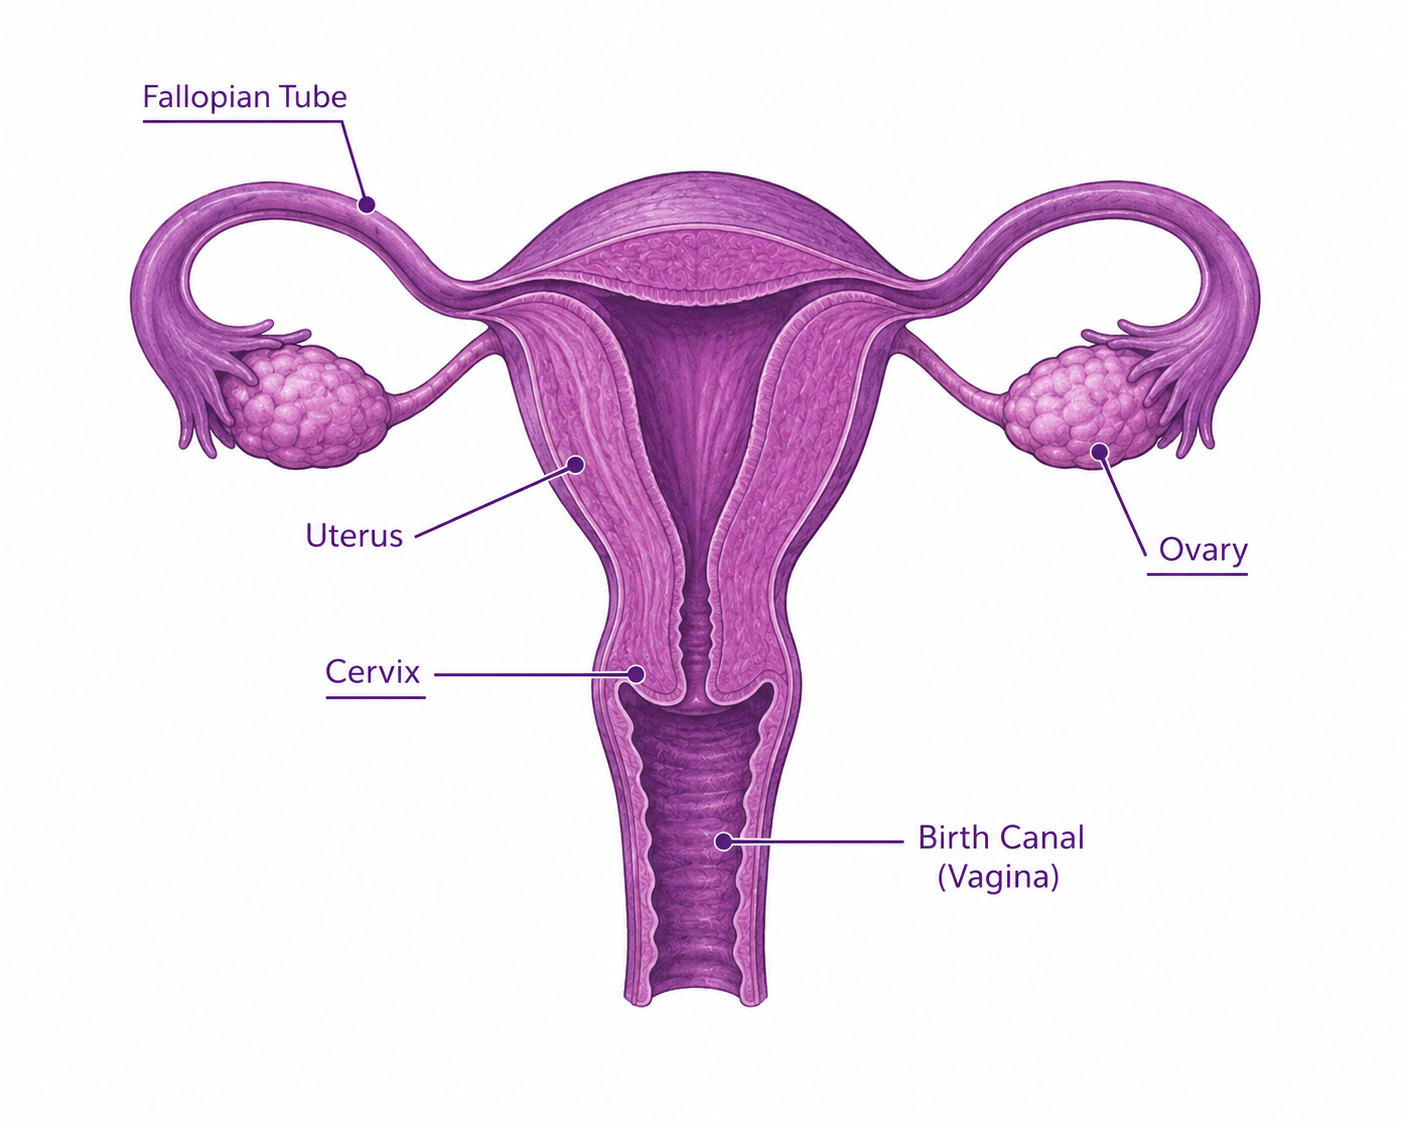 Fallopian Tube
Uterus
Ovary
Cervix
Birth Canal
(Vagina)